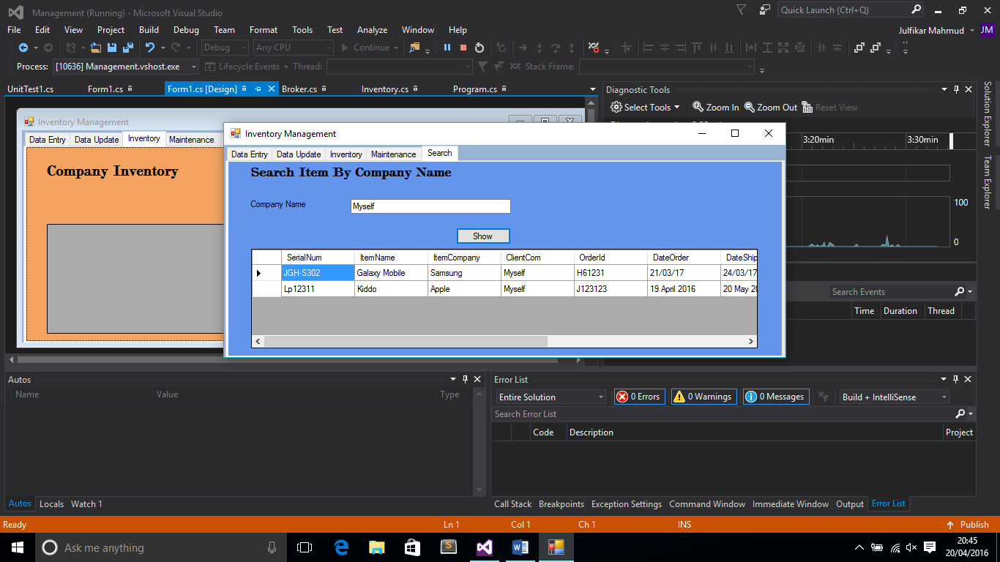 Management (Running) - Microsoft Visual Studio
Quick Launch (Ctrl+Q)
File Edit View Project Build Debug Team Format Tools Test Analyze Window Help
Julfikar Mahmud JM
Debug Any CPU Continue
Process: [10636] Management.vshost.exe Lifecycle Events Thread: Stack Frame:
UnitTest1.cs Form1.cs Form1.cs [Design] Broker.cs Inventory.cs Program.cs
Diagnostic Tools
Select Tools Zoom In Zoom Out Reset View
3:20min 3:30min
100
0
Search Events
Time Duration Thread
Solution Explorer
Team Explorer
Inventory Management
Data Entry Data Update Inventory Maintenance
Company Inventory
Inventory Management
Data Entry Data Update Inventory Maintenance Search
Search Item By Company Name
Company Name Myself
Show
SerialNum ItemName ItemCompany ClientCom OrderId DateOrder DateShip
JGH-S302 Galaxy Mobile Samsung Myself H61231 21/03/17 24/03/17
Lp12311 Kiddo Apple Myself J123123 19 April 2016 20 May 20
Autos
Name Value Type
Autos Locals Watch 1
Error List
Entire Solution 0 Errors 0 Warnings 0 Messages Build + IntelliSense
Search Error List
Code Description Project
Call Stack Breakpoints Exception Settings Command Window Immediate Window Output Error List
Ready Ln 1 Col 1 Ch 1 INS Publish
Ask me anything
20:45
20/04/2016